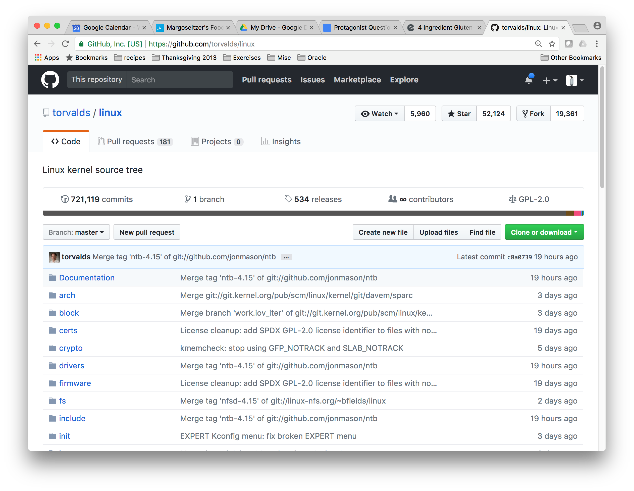 Google Calendar -
Margoseltzer's Food
My Drive - Google D
Protagonist Quest
4 Ingredient Gluten
torvalds/linux: Linux
GitHub, Inc. [US] | https://github.com/torvalds/linux
Apps Bookmarks recipes Thanksgiving 2013 Exercises Misc Oracle Other Bookmarks
This repository Search Pull requests Issues Marketplace Explore
torvalds / linux Watch 5,960 Star 52,124 Fork 19,361
Code Pull requests 181 Projects 0 Insights
Linux kernel source tree
721,119 commits 1 branch 534 releases ∞ contributors GPL-2.0
Branch: master New pull request Create new file Upload files Find file Clone or download
torvalds Merge tag 'ntb-4.15' of git://github.com/jonmason/ntb ... Latest commit 19 hours ago
Documentation Merge tag 'ntb-4.15' of git://github.com/jonmason/ntb 19 hours ago
arch Merge git://git.kernel.org/pub/scm/linux/kernel/git/davem/sparc 3 days ago
block Merge branch 'work.iov_iter' of git://git.kernel.org/pub/scm/linux/ke... 3 days ago
certs License cleanup: add SPDX GPL-2.0 license identifier to files with no... 19 days ago
crypto kmemcheck: stop using GFP_NOTRACK and SLAB_NOTRACK 5 days ago
drivers Merge tag 'ntb-4.15' of git://github.com/jonmason/ntb 19 hours ago
firmware License cleanup: add SPDX GPL-2.0 license identifier to files with no... 19 days ago
fs Merge tag 'nfsd-4.15' of git://linux-nfs.org/~bfields/linux 2 days ago
include Merge tag 'ntb-4.15' of git://github.com/jonmason/ntb 19 hours ago
init EXPERT Kconfig menu: fix broken EXPERT menu 3 days ago